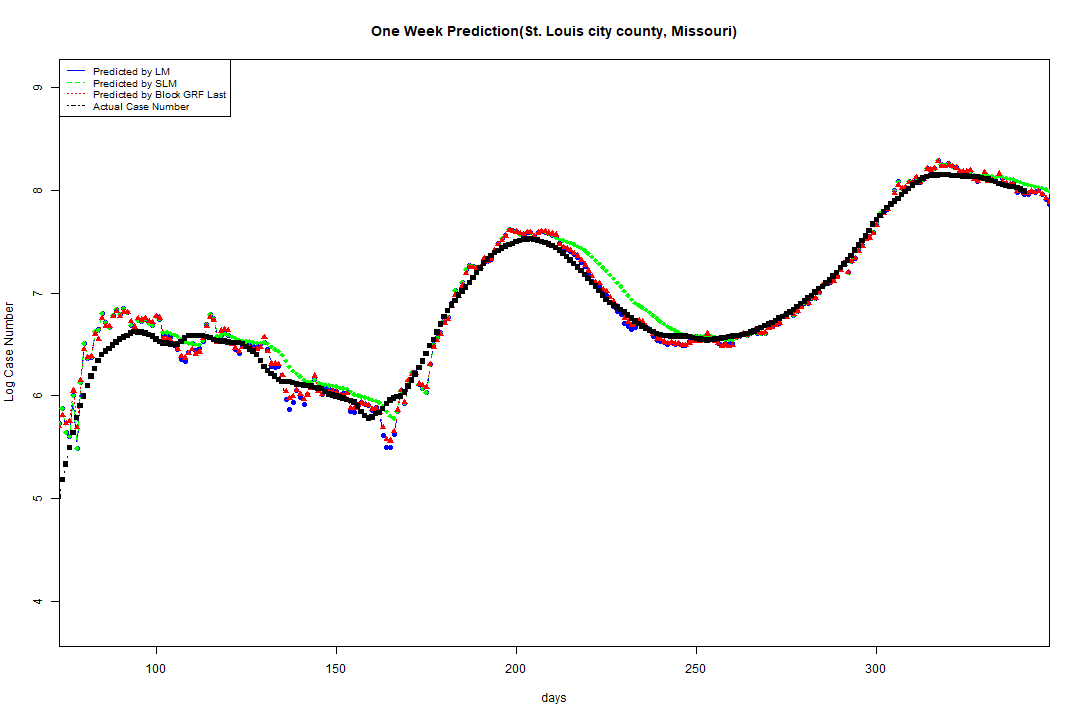 One Week Prediction(St. Louis city county, Missouri)
Predicted by LM
Predicted by SLM
Predicted by Block GRF Last
Actual Case Number
9
8
7
6
5
4
Log Case Number
100
150
200
250
300
days